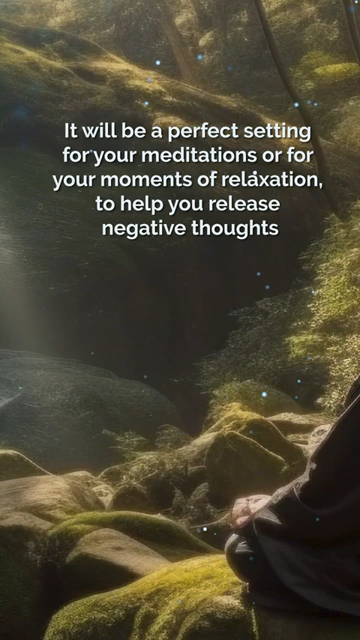 It will be a perfect setting
for your meditations or for
your moments of relaxation,
to help you release
negative thoughts